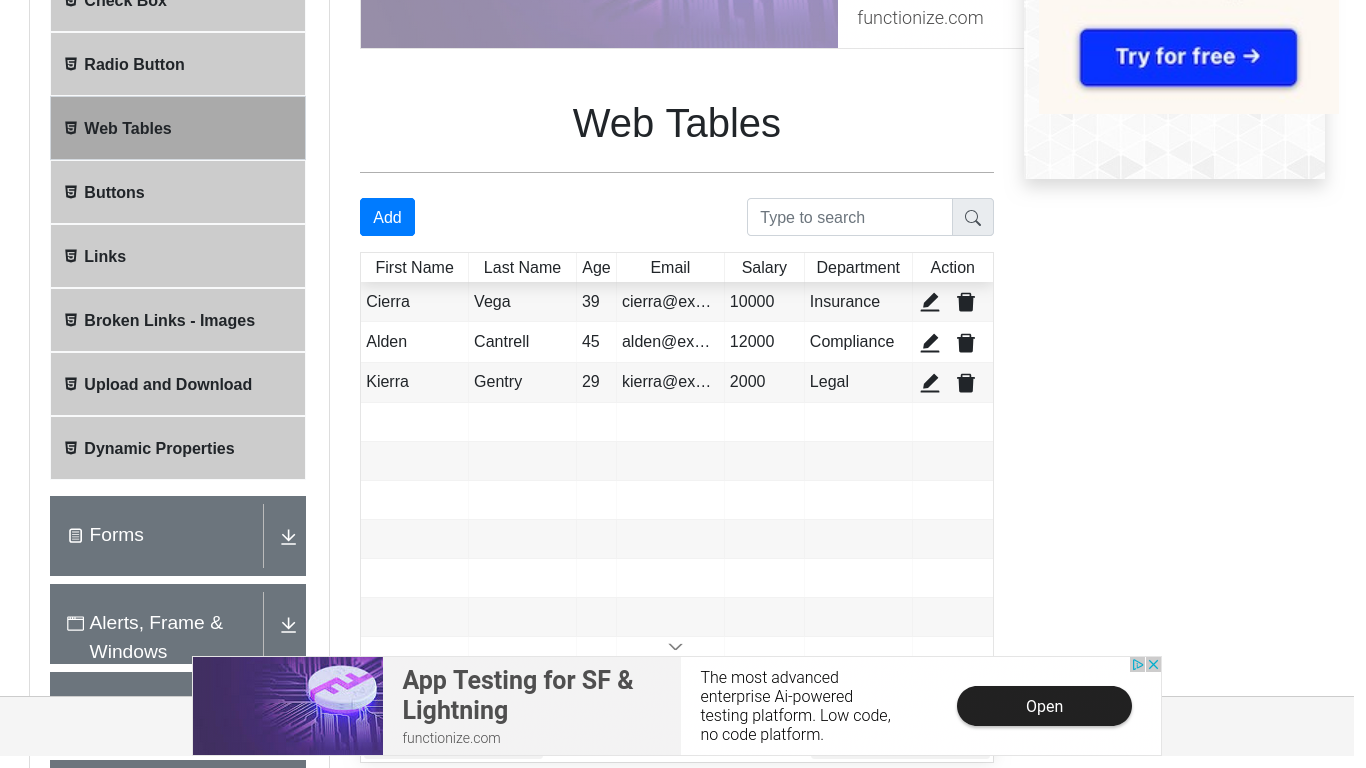 Check Box
Radio Button
Web Tables
Buttons
Links
Broken Links - Images
Upload and Download
Dynamic Properties
Forms
Alerts, Frame &
Windows
functionize.com
Try for free →
Web Tables
Add
Type to search
First Name Last Name Age Email Salary Department Action
Cierra Vega 39 cierra@ex… 10000 Insurance
Alden Cantrell 45 alden@ex… 12000 Compliance
Kierra Gentry 29 kierra@ex… 2000 Legal
App Testing for SF &
Lightning
functionize.com
The most advanced
enterprise Ai-powered
testing platform. Low code,
no code platform.
Open